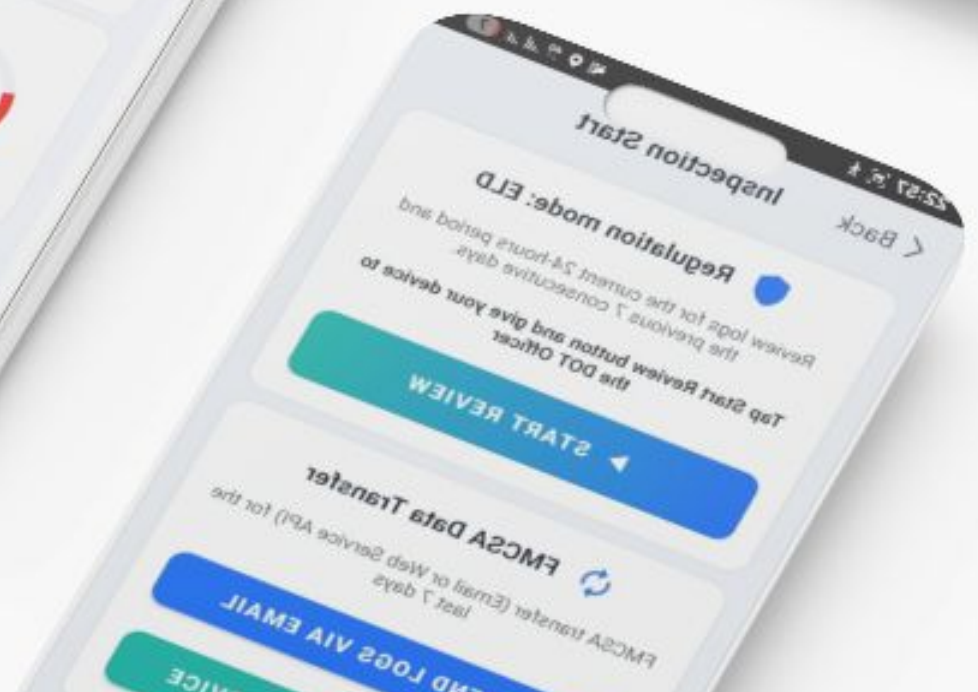 22:57
Back
Inspection Start
Regulation mode: ELD
Review logs for the current 24-hours period and
the previous 7 consecutive days.
Tap Start Review button and give your device to
the DOT Officer
START REVIEW
FMCSA Data Transfer
FMCSA transfer (Email or Web Service API) for the
last 7 days
LOGS VIA EMAIL